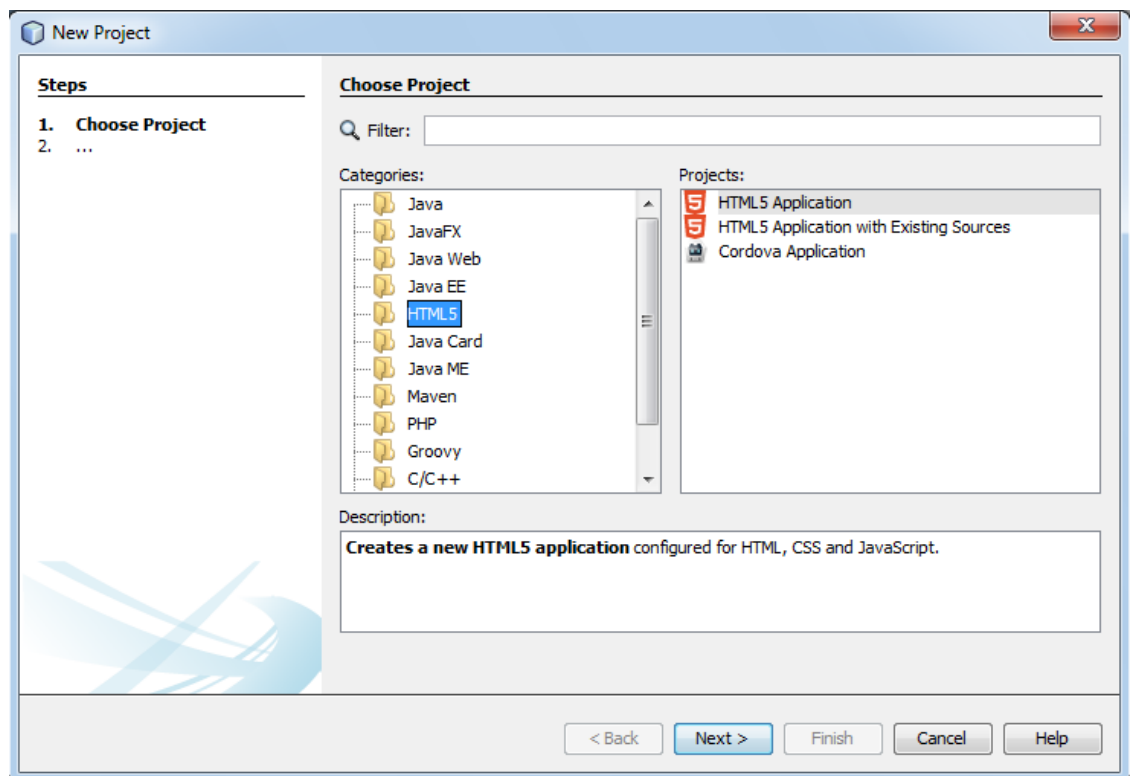 New Project
Steps
1. Choose Project
2. ...
Choose Project
Filter:
Categories:
Java
JavaFX
Java Web
Java EE
HTML5
Java Card
Java ME
Maven
PHP
Groovy
C/C++
Projects:
HTML5 Application
HTML5 Application with Existing Sources
Cordova Application
Description:
Creates a new HTML5 application configured for HTML, CSS and JavaScript.
< Back Next > Finish Cancel Help